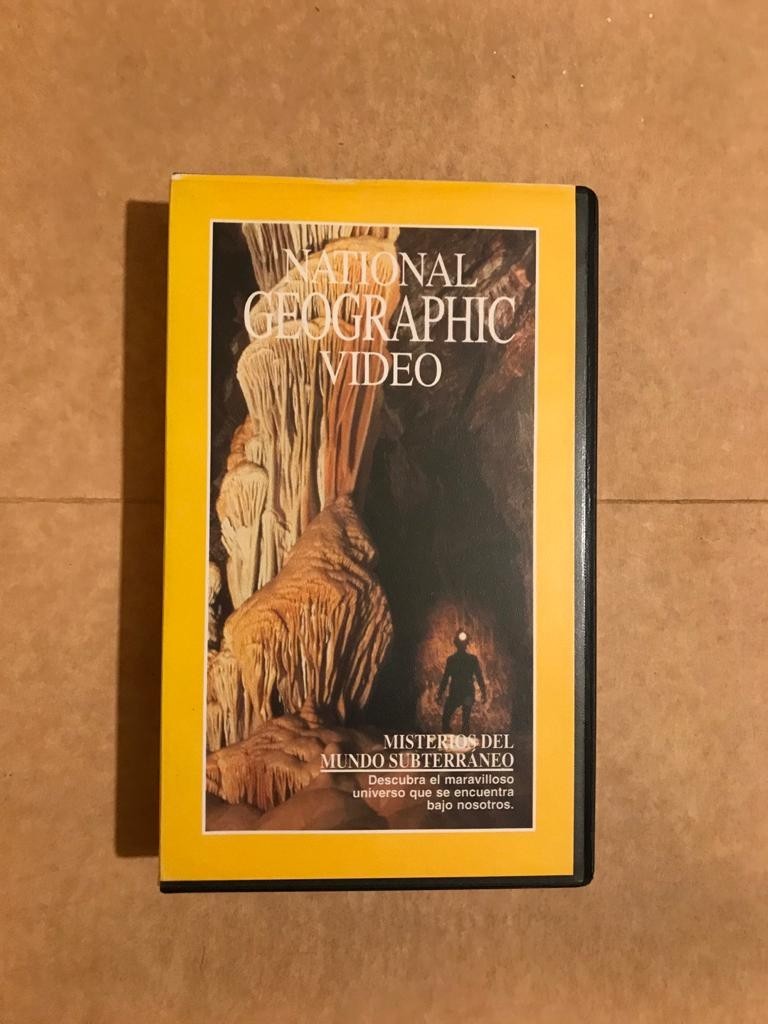 NATIONAL
GEOGRAPHIC
VIDEO
MISTERIOS DEL
MUNDO SUBTERRÁNEO
Descubra el maravilloso
universo que se encuentra
bajo nosotros.